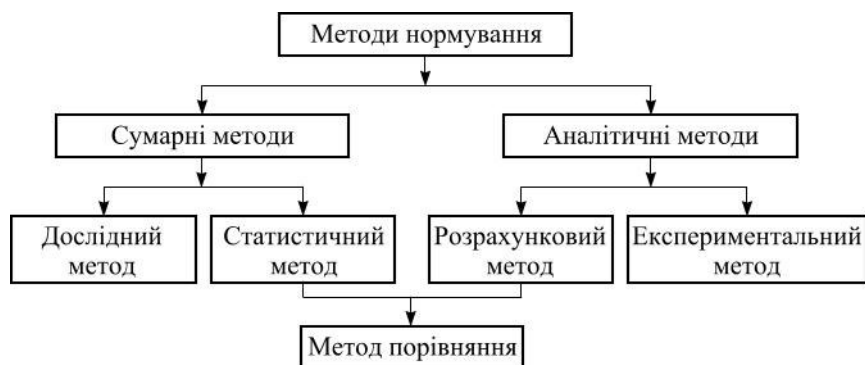 Методи нормування
Сумарні методи
Аналітичні методи
Дослідний
метод
Статистичний
метод
Розрахунковий
метод
Експериментальний
метод
Метод порівняння